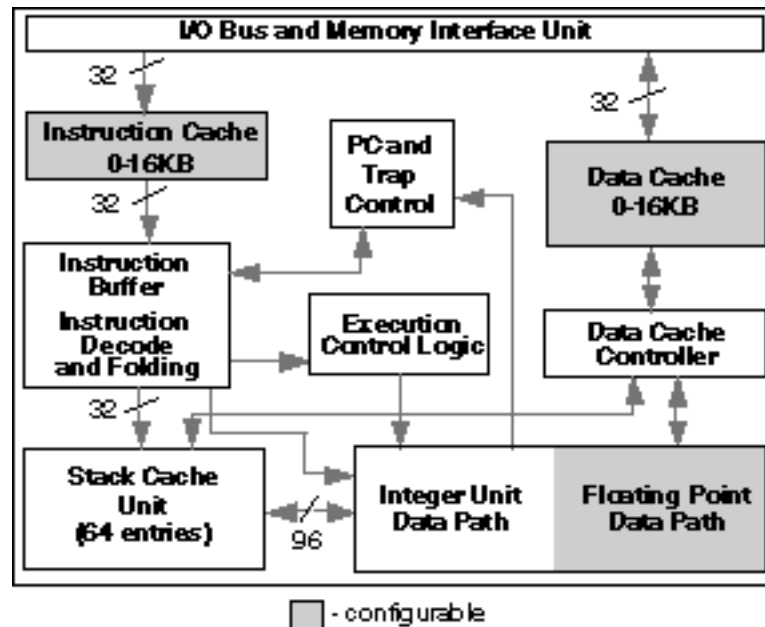 I/O Bus and Memory Interface Unit
32
32
Instruction Cache
0-16KB
PC and
Trap
Control
Data Cache
0-16KB
32
Instruction
Buffer
Instruction
Decode
and Folding
Execution
Control Logic
Data Cache
Controller
32
Stack Cache
Unit
(64 entries)
96
Integer Unit
Data Path
Floating Point
Data Path
- configurable